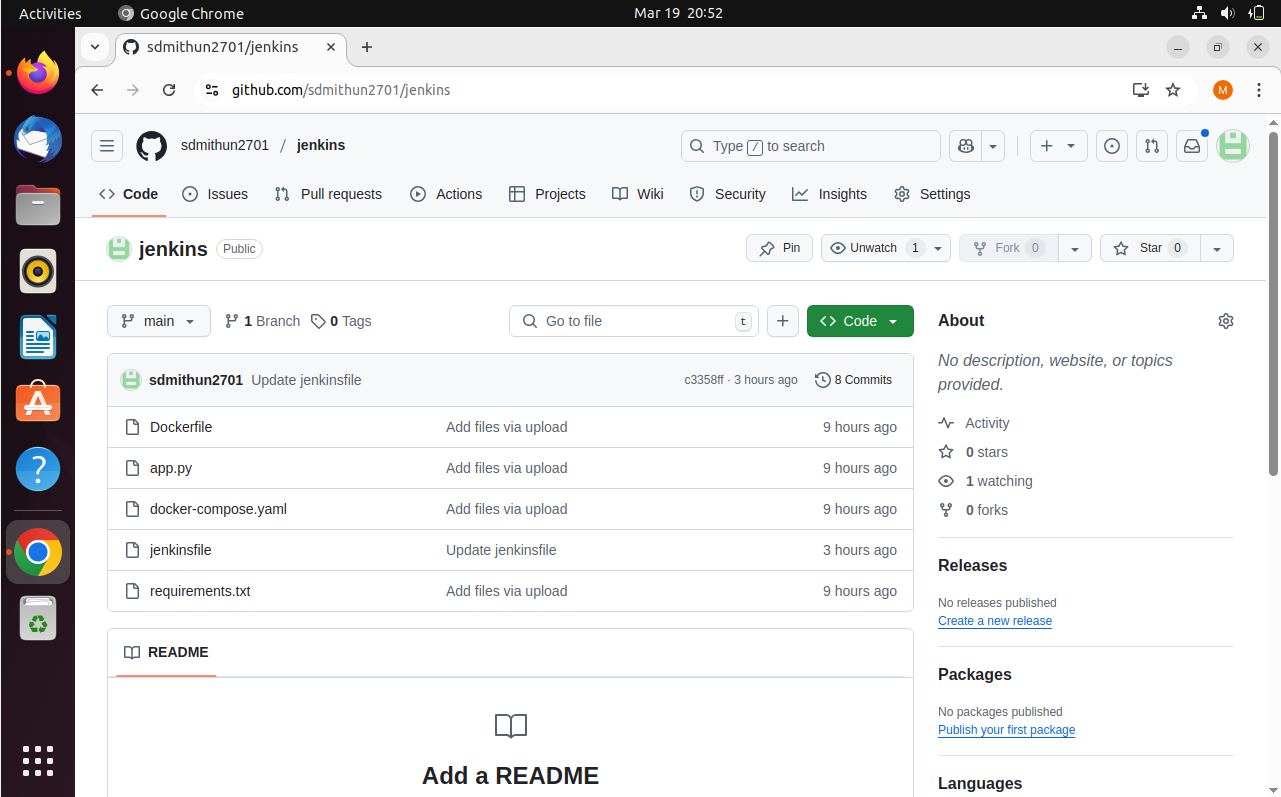 Activities Google Chrome Mar 19 20:52
sdmithun2701/jenkins
github.com/sdmithun2701/jenkins M
sdmithun2701 / jenkins Type / to search
Code Issues Pull requests Actions Projects Wiki Security Insights Settings
jenkins Public Pin Unwatch 1 Fork 0 Star 0
main 1 Branch 0 Tags Go to file t Code
sdmithun2701 Update jenkinsfile c3358ff · 3 hours ago 8 Commits
Dockerfile Add files via upload 9 hours ago
app.py Add files via upload 9 hours ago
docker-compose.yaml Add files via upload 9 hours ago
jenkinsfile Update jenkinsfile 3 hours ago
requirements.txt Add files via upload 9 hours ago
README
Add a README
About
No description, website, or topics
provided.
Activity
0 stars
1 watching
0 forks
Releases
No releases published
Create a new release
Packages
No packages published
Publish your first package
Languages